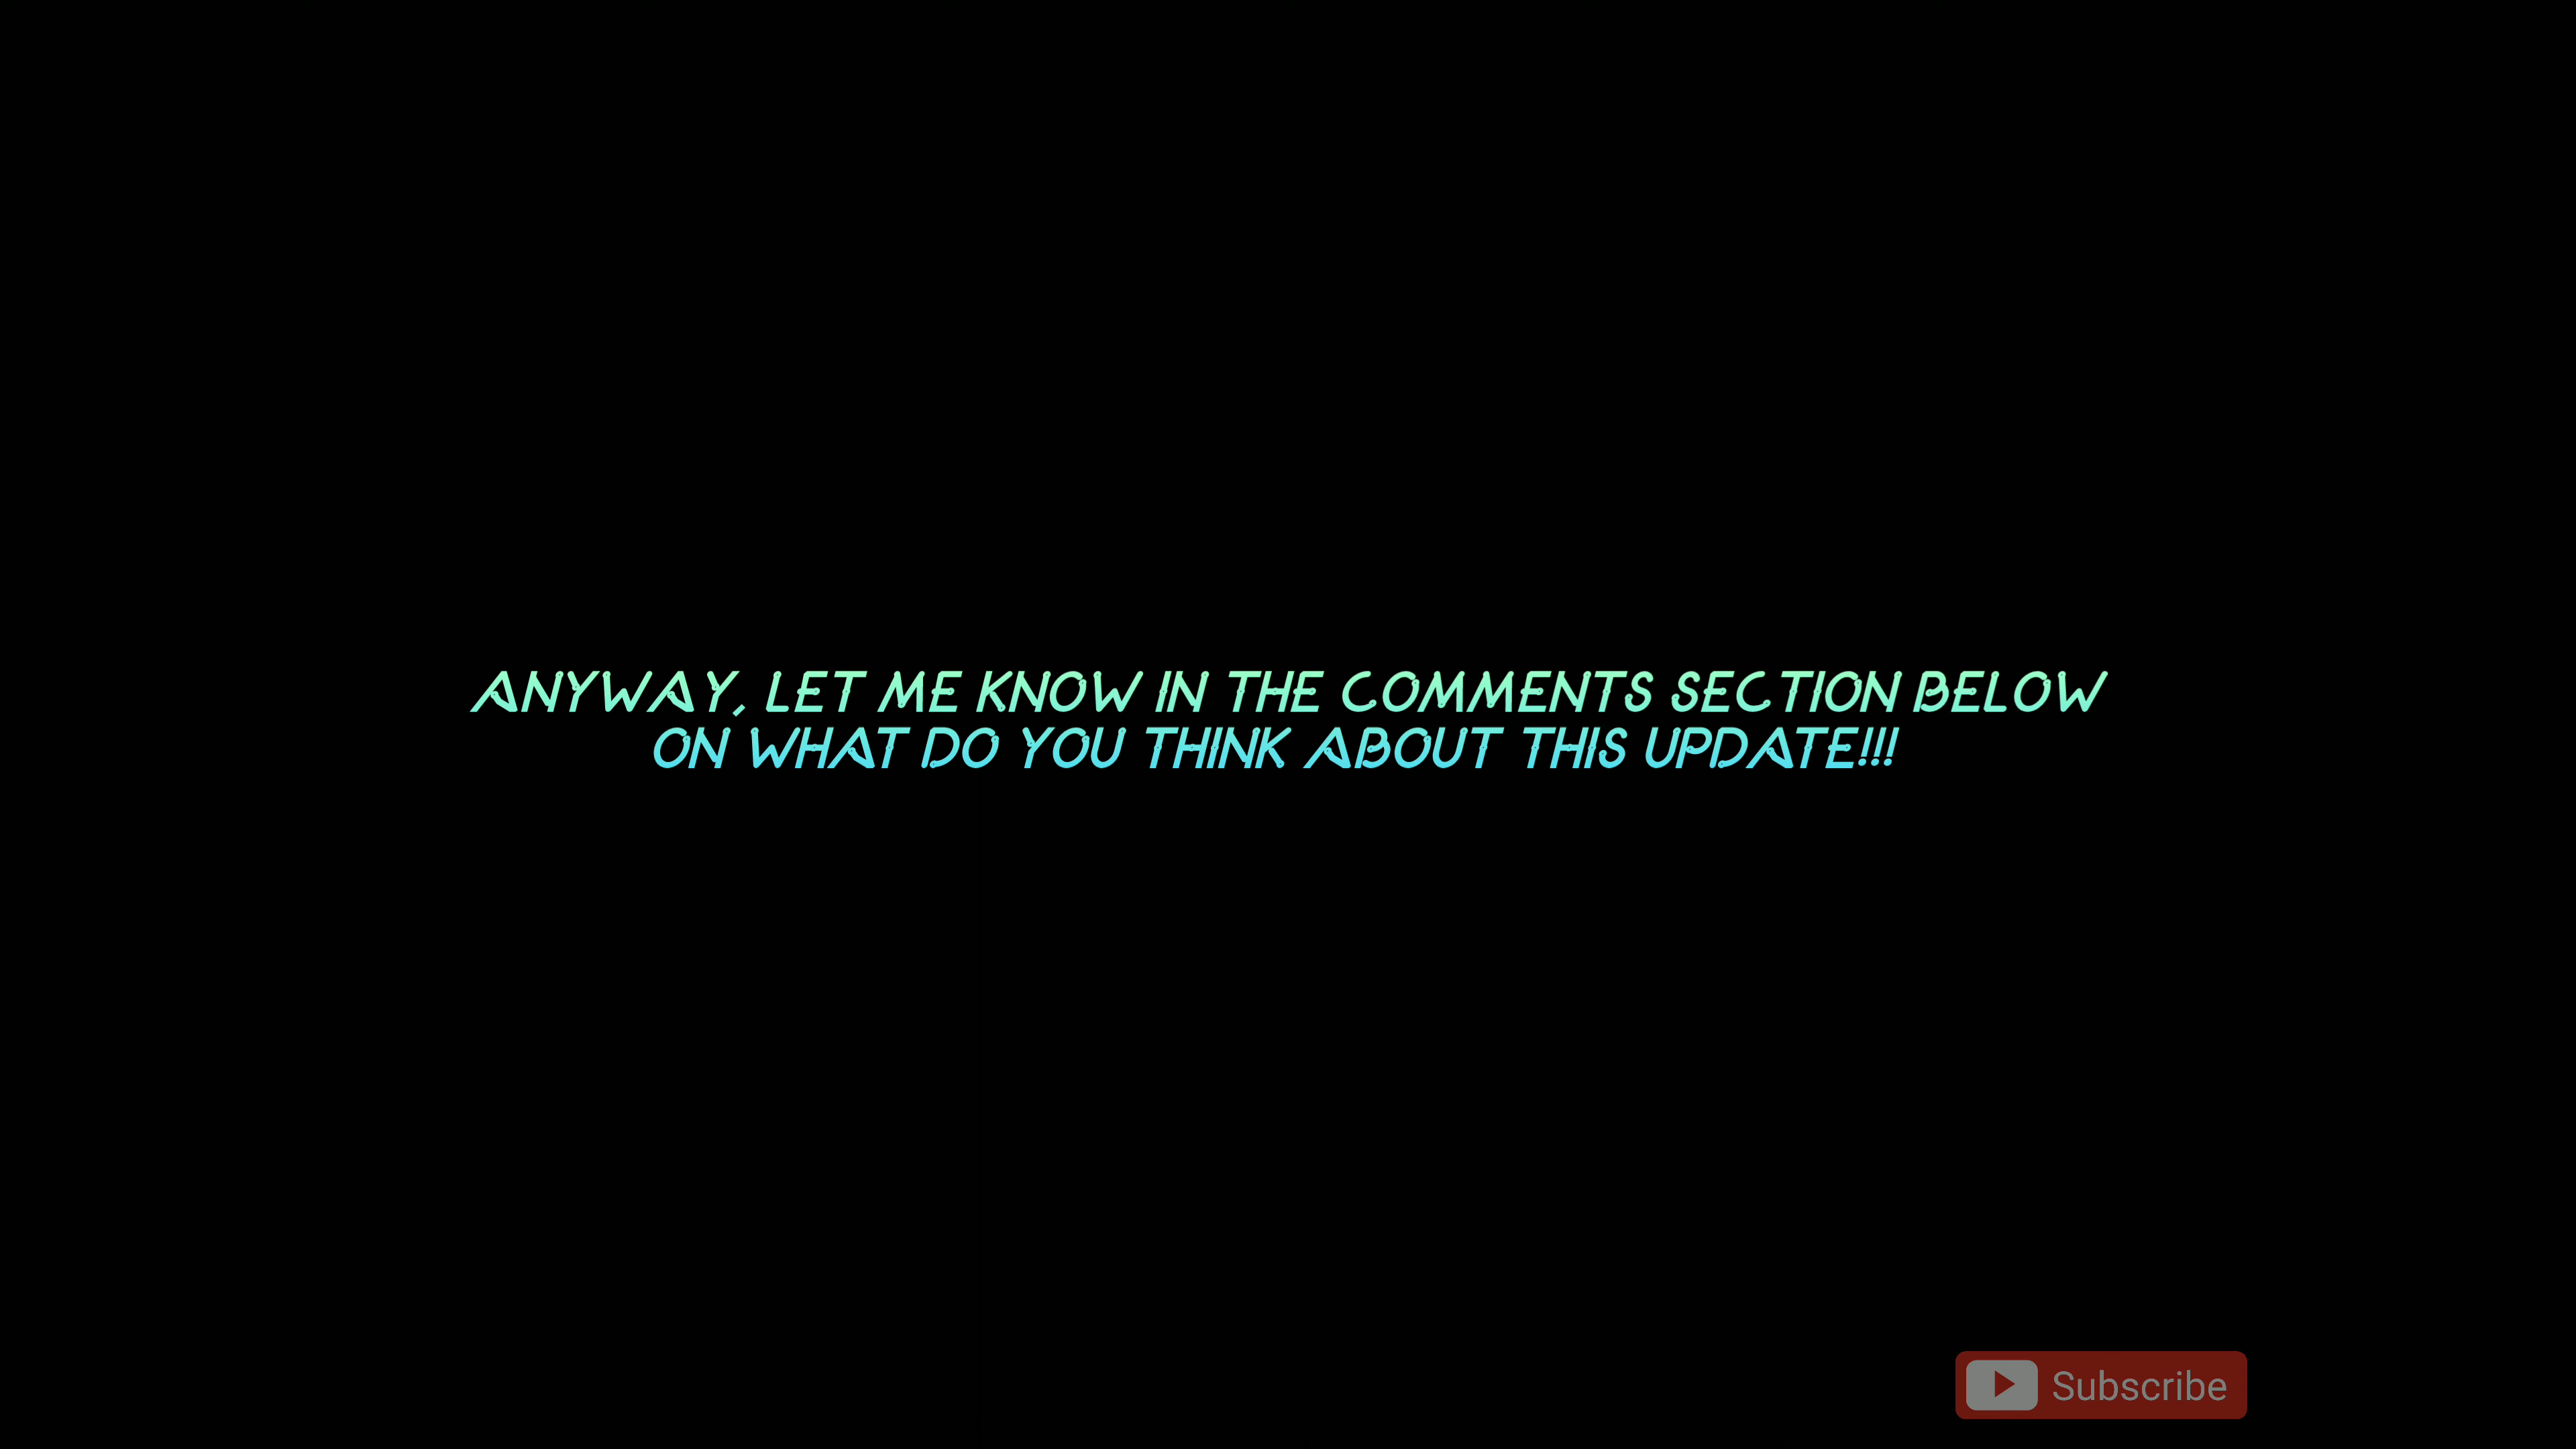 ANYWAY, LET ME KNOW IN THE COMMENTS SECTION BELOW
ON WHAT DO YOU THINK ABOUT THIS UPDATE!!!
Subscribe